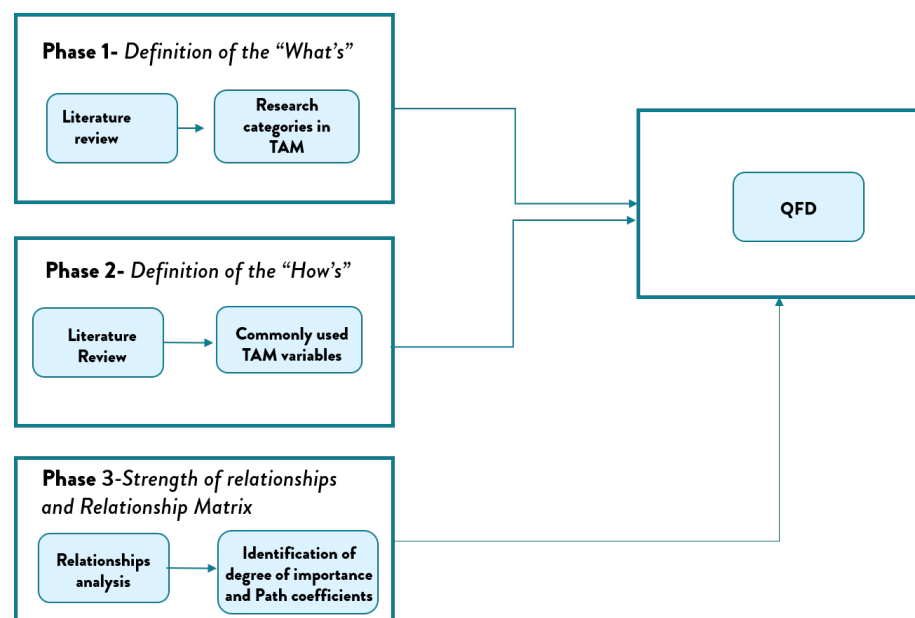 Phase 1- Definition of the “What’s”
Literature
review
Research
categories in
TAM
QFD
Phase 2- Definition of the “How’s”
Literature
Review
Commonly used
TAM variables
Phase 3-Strength of relationships
and Relationship Matrix
Relationships
analysis
Identification of
degree of importance
and Path coefficients